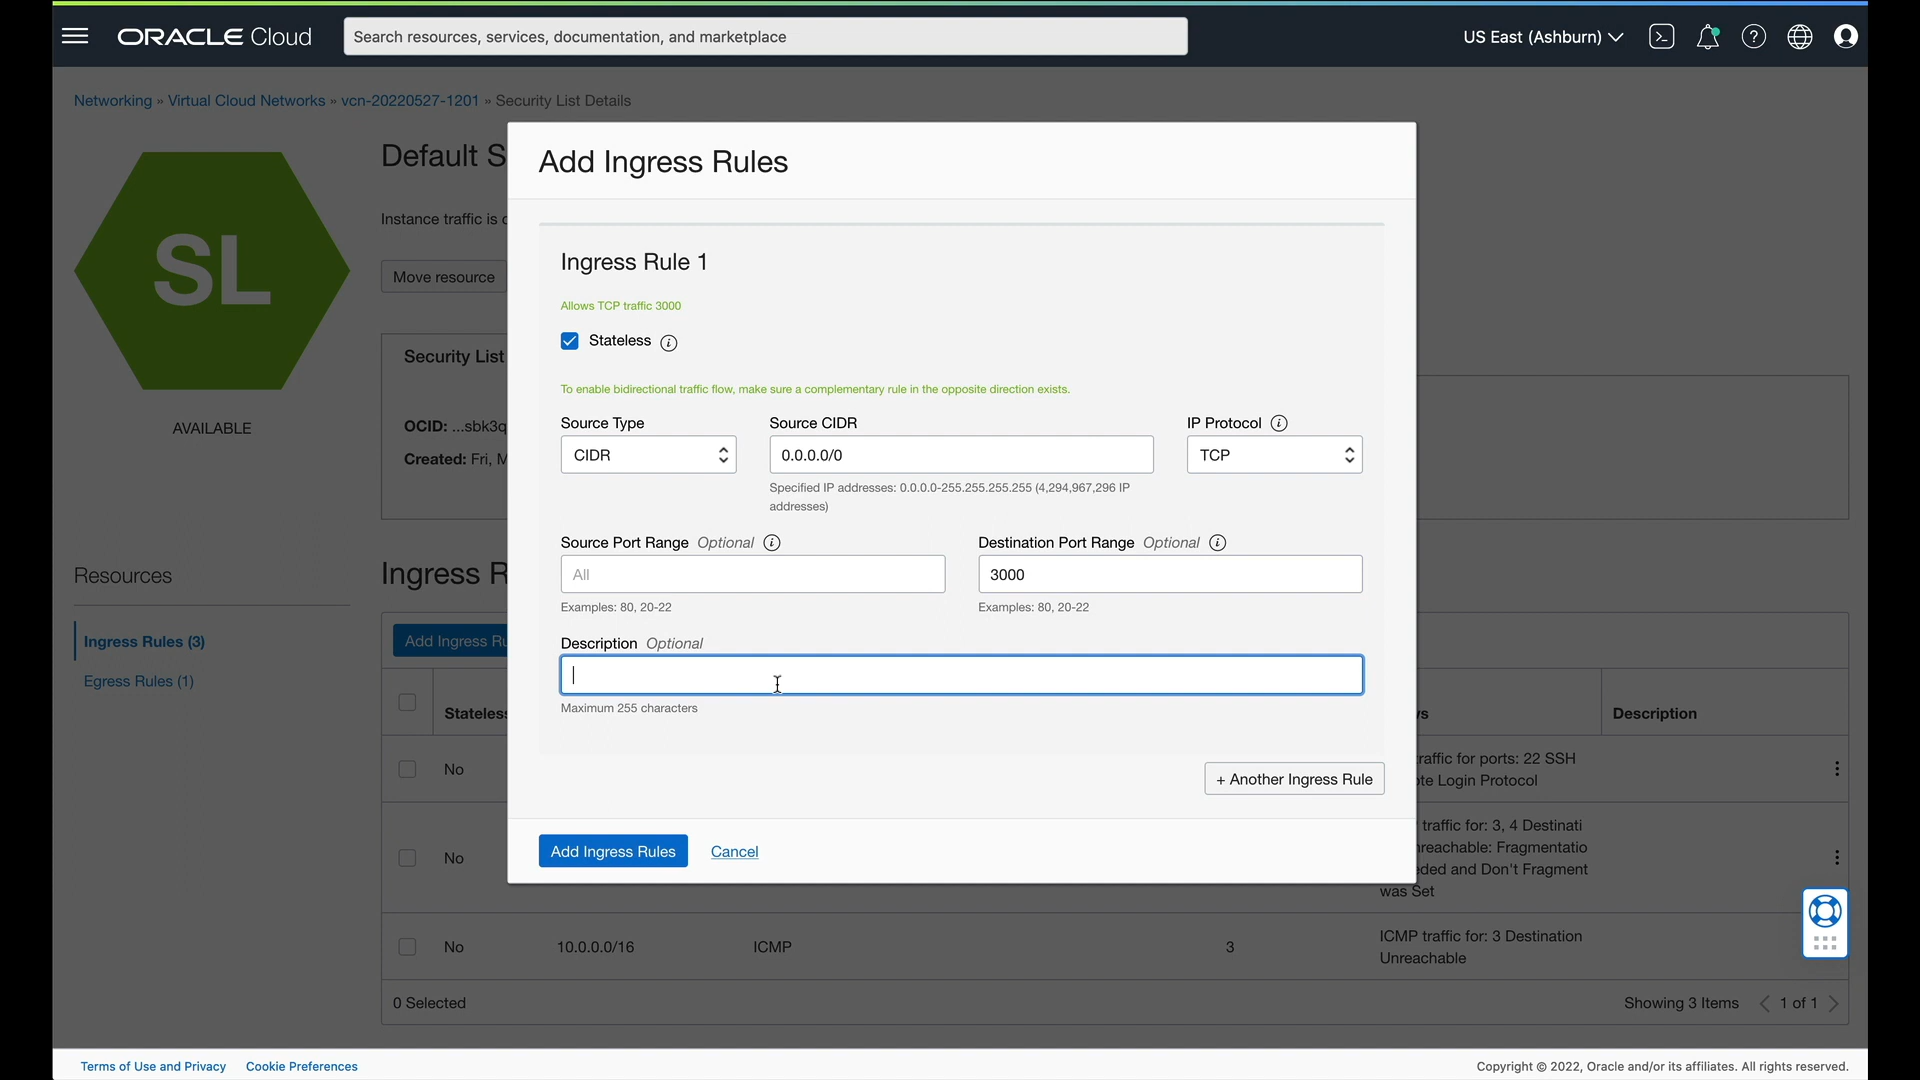 ORACLE Cloud
Search resources, services, documentation, and marketplace
US East (Ashburn)
Networking » Virtual Cloud Networks » vcn-20220527-1201 » Security List Details
SL
AVAILABLE
Default S
Instance traffic is c
Move resource
Security List
OCID: ...sbk3q
Created: Fri, M
Add Ingress Rules
Ingress Rule 1
Allows TCP traffic 3000
Stateless
To enable bidirectional traffic flow, make sure a complementary rule in the opposite direction exists.
Source Type
CIDR
Source CIDR
0.0.0.0/0
Specified IP addresses: 0.0.0.0-255.255.255.255 (4,294,967,296 IP
addresses)
IP Protocol
TCP
Source Port Range Optional
All
Examples: 80, 20-22
Destination Port Range Optional
3000
Examples: 80, 20-22
Description Optional
Maximum 255 characters
+ Another Ingress Rule
Add Ingress Rules
Cancel
Resources
Ingress Rules (3)
Egress Rules (1)
Ingress R
Add Ingress Ru
Stateless
Description
No
raffic for ports: 22 SSH
te Login Protocol
No
traffic for: 3, 4 Destinati
reachable: Fragmentatio
ded and Don't Fragment
was Set
No
10.0.0.0/16
ICMP
3
ICMP traffic for: 3 Destination
Unreachable
0 Selected
Showing 3 Items
1 of 1
Terms of Use and Privacy
Cookie Preferences
Copyright © 2022, Oracle and/or its affiliates. All rights reserved.